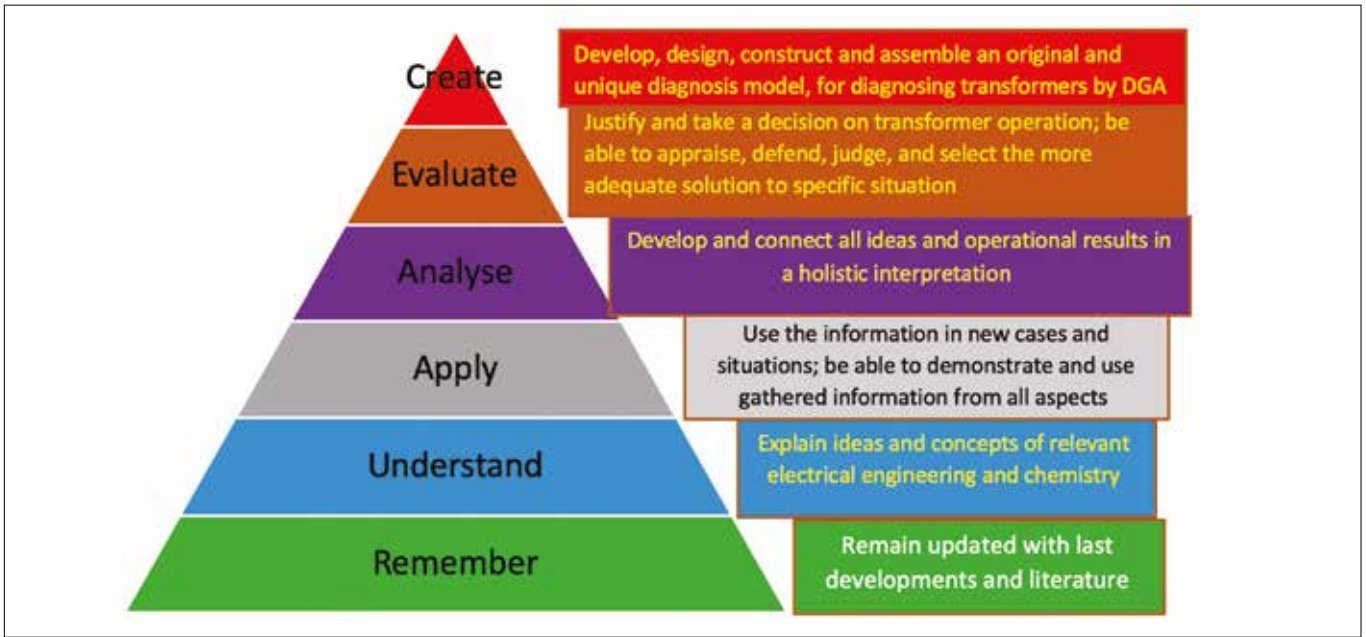 Create
Develop, design, construct and assemble an original and
unique diagnosis model, for diagnosing transformers by DGA
Evaluate
Justify and take a decision on transformer operation; be
able to appraise, defend, judge, and select the more
adequate solution to specific situation
Analyse
Develop and connect all ideas and operational results in
a holistic interpretation
Apply
Use the information in new cases and
situations; be able to demonstrate and use
gathered information from all aspects
Understand
Explain ideas and concepts of relevant
electrical engineering and chemistry
Remember
Remain updated with last
developments and literature